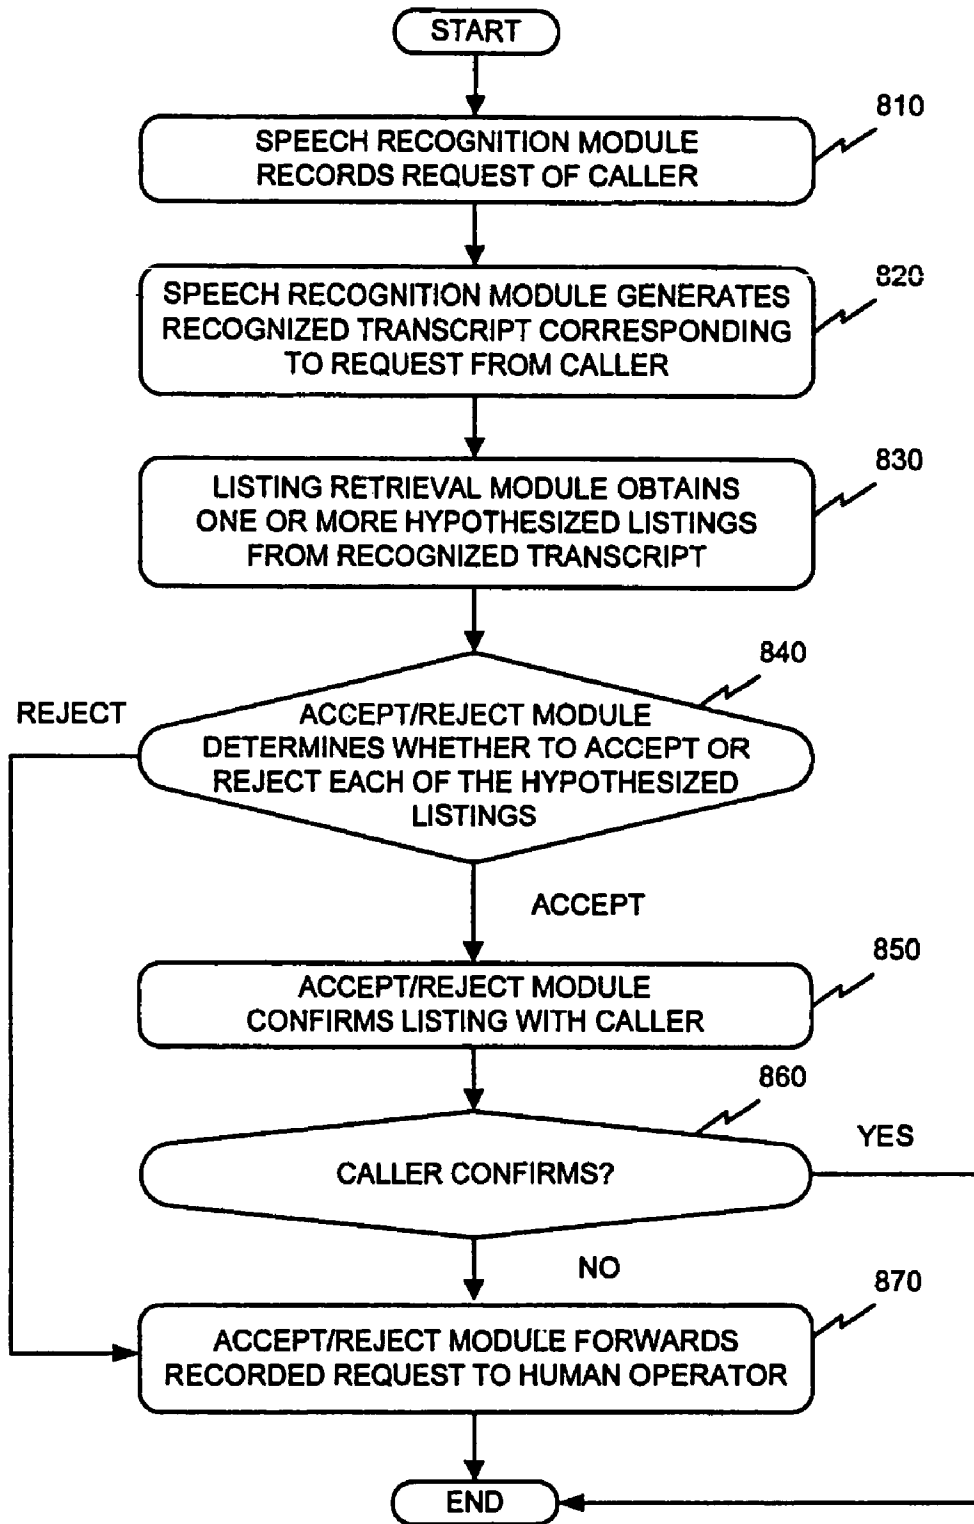 START
810
SPEECH RECOGNITION MODULE
RECORDS REQUEST OF CALLER
820
SPEECH RECOGNITION MODULE GENERATES
RECOGNIZED TRANSCRIPT CORRESPONDING
TO REQUEST FROM CALLER
830
LISTING RETRIEVAL MODULE OBTAINS
ONE OR MORE HYPOTHESIZED LISTINGS
FROM RECOGNIZED TRANSCRIPT
840
REJECT
ACCEPT/REJECT MODULE
DETERMINES WHETHER TO ACCEPT OR
REJECT EACH OF THE HYPOTHESIZED
LISTINGS
ACCEPT
850
ACCEPT/REJECT MODULE
CONFIRMS LISTING WITH CALLER
860
YES
CALLER CONFIRMS?
NO
870
ACCEPT/REJECT MODULE FORWARDS
RECORDED REQUEST TO HUMAN OPERATOR
END